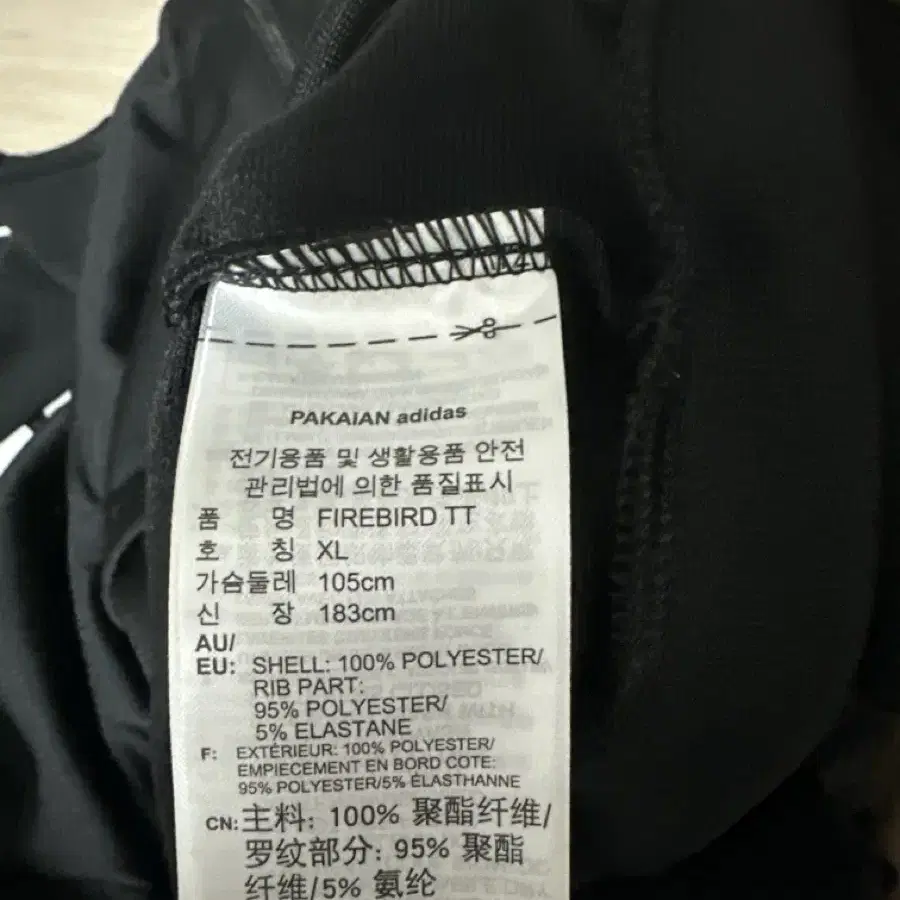 PAKAIAN adidas
전기용품 및 생활용품 안전
관리법에 의한 품질표시
품 명 FIREBIRD TT
호 칭 XL
가슴둘레 105cm
신 장 183cm
AU/
EU: SHELL: 100% POLYESTER/
RIB PART:
95% POLYESTER/
5% ELASTANE
F: EXTÉRIEUR: 100% POLYESTER/
EMPIECEMENT EN BORD COTE:
95% POLYESTER/5% ÉLASTHANNE
CN: 主料: 100% 聚酯纤维/
罗纹部分: 95% 聚酯
纤维/5% 氨纶